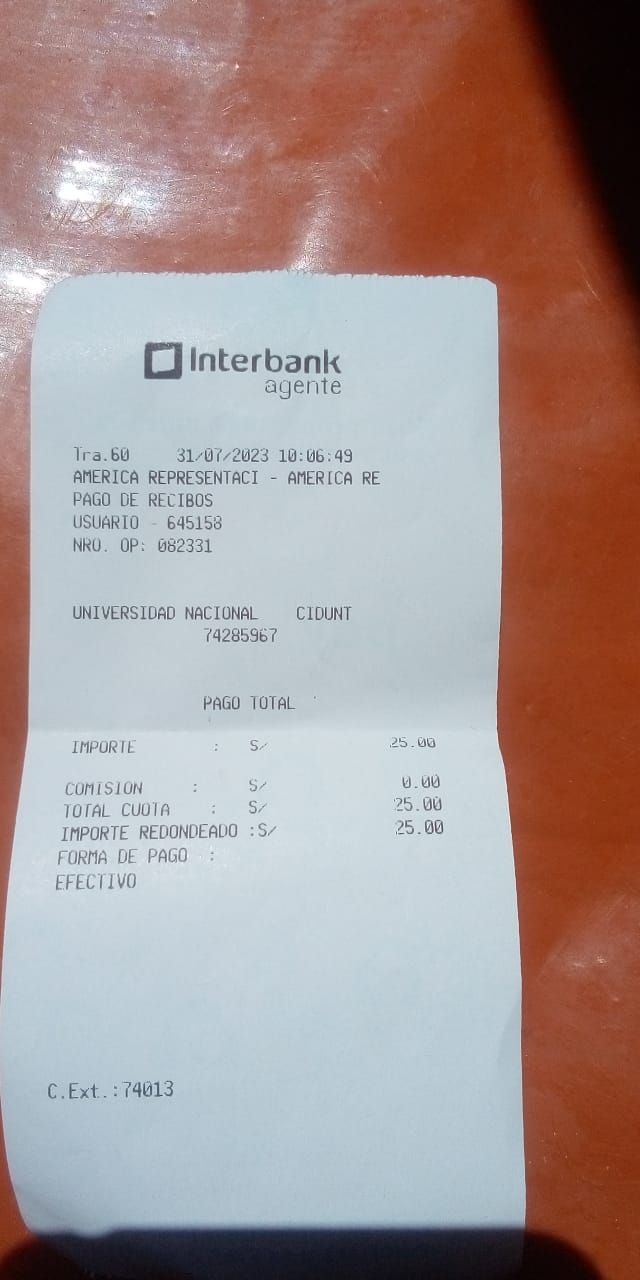 Interbank
agente
Tra.60 31/07/2023 10:06:49
AMERICA REPRESENTACI - AMERICA RE
PAGO DE RECIBOS
USUARIO - 645158
NRO. OP: 082331
UNIVERSIDAD NACIONAL CIDUNT
74285967
PAGO TOTAL
IMPORTE : S/ 25.00
COMISION : S/ 0.00
TOTAL CUOTA : S/ 25.00
IMPORTE REDONDEADO :S/ 25.00
FORMA DE PAGO :
EFECTIVO
C.Ext.:74013